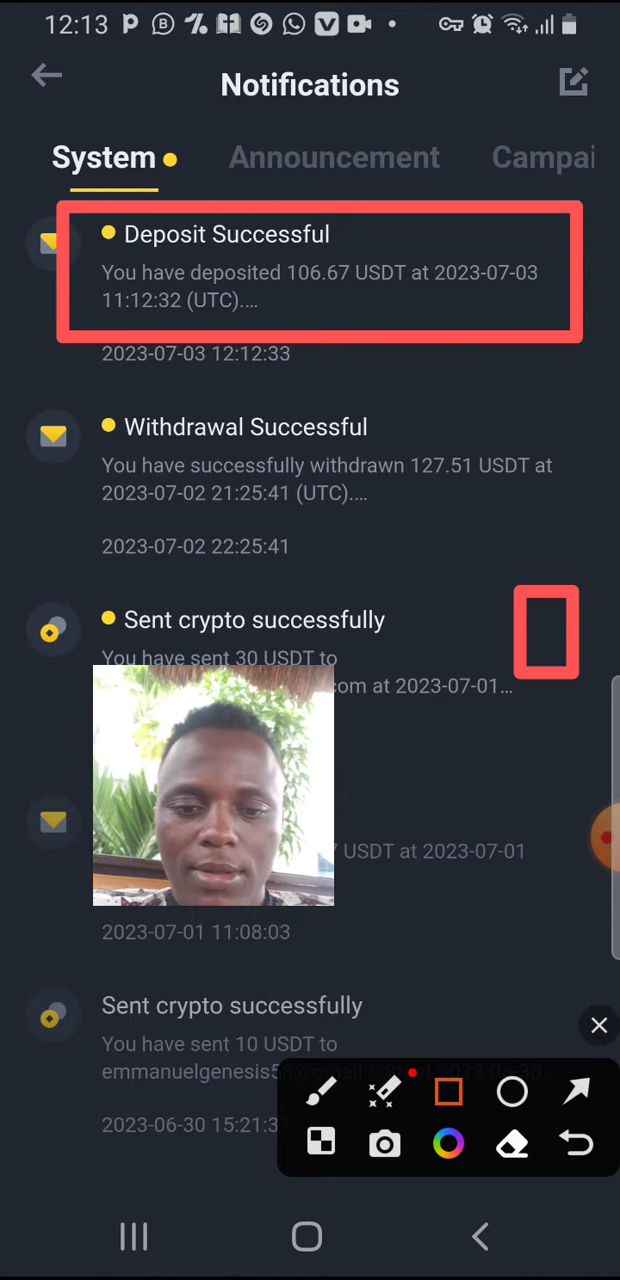 12:13
Notifications
System Announcement Campai
Deposit Successful
You have deposited 106.67 USDT at 2023-07-03
11:12:32 (UTC)....
2023-07-03 12:12:33
Withdrawal Successful
You have successfully withdrawn 127.51 USDT at
2023-07-02 21:25:41 (UTC)....
2023-07-02 22:25:41
Sent crypto successfully
You have sent 30 USDT to
com at 2023-07-01...
USDT at 2023-07-01
2023-07-01 11:08:03
Sent crypto successfully
You have sent 10 USDT to
2023-06-30 15:21:37